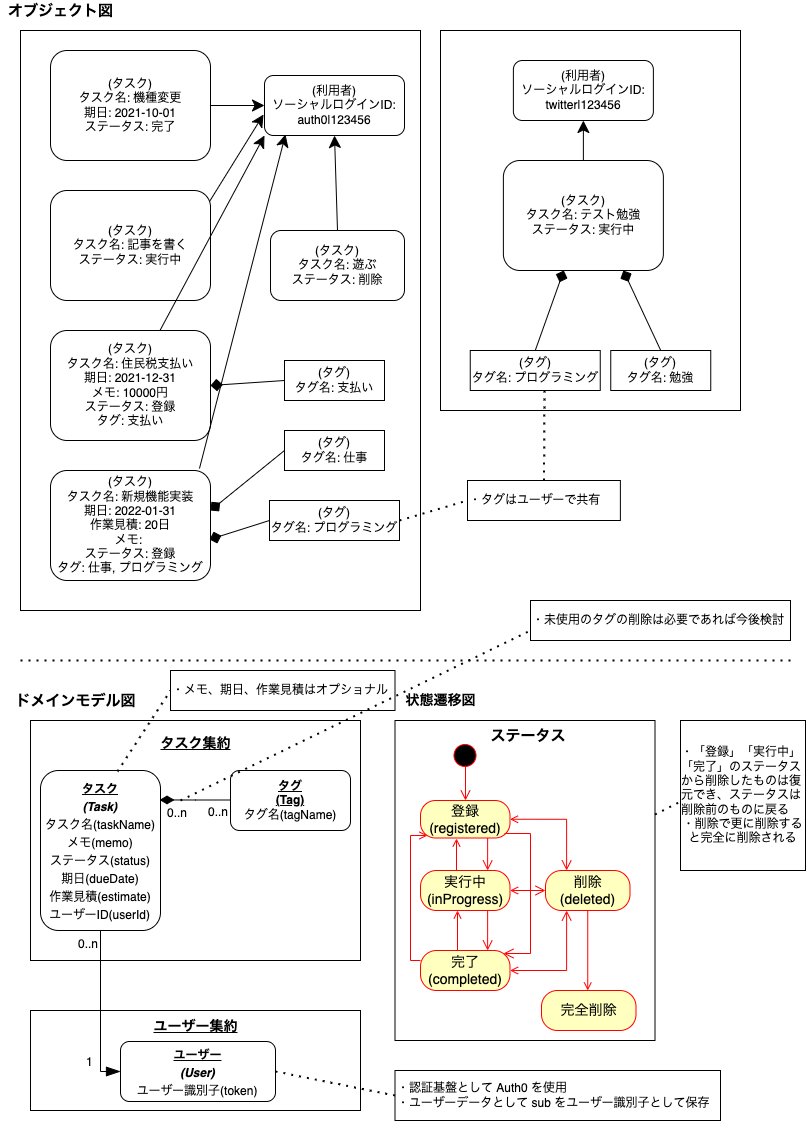 オブジェクト図
(タスク)
タスク名: 機種変更
期日: 2021-10-01
ステータス: 完了
(利用者)
ソーシャルログインID:
auth0|123456
(タスク)
タスク名: 記事を書く
ステータス: 実行中
(タスク)
タスク名: 遊ぶ
ステータス: 削除
(タスク)
タスク名: 住民税支払い
期日: 2021-12-31
メモ: 10000円
ステータス: 登録
タグ: 支払い
(タグ)
タグ名: 支払い
(タグ)
タグ名: 仕事
(タスク)
タスク名: 新規機能実装
期日: 2022-01-31
作業見積: 20日
メモ:
ステータス: 登録
タグ: 仕事, プログラミング
(タグ)
タグ名: プログラミング
(利用者)
ソーシャルログインID:
twitter|123456
(タスク)
タスク名: テスト勉強
ステータス: 実行中
(タグ)
タグ名: プログラミング
(タグ)
タグ名: 勉強
・タグはユーザーで共有
・未使用のタグの削除は必要であれば今後検討
・メモ、期日、作業見積はオプショナル
ドメインモデル図
タスク集約
タスク
(Task)
タスク名(taskName)
メモ(memo)
ステータス(status)
期日(dueDate)
作業見積(estimate)
ユーザーID(userId)
0..n
0..n
タグ
(Tag)
タグ名(tagName)
0..n
1
ユーザー集約
ユーザー
(User)
ユーザー識別子(token)
・認証基盤として Auth0 を使用
・ユーザーデータとして sub をユーザー識別子として保存
状態遷移図
ステータス
登録
(registered)
実行中
(inProgress)
削除
(deleted)
完了
(completed)
完全削除
・「登録」「実行中」
「完了」のステータス
から削除したものは復
元でき、ステータスは
削除前のものに戻る
・削除で更に削除する
と完全に削除される